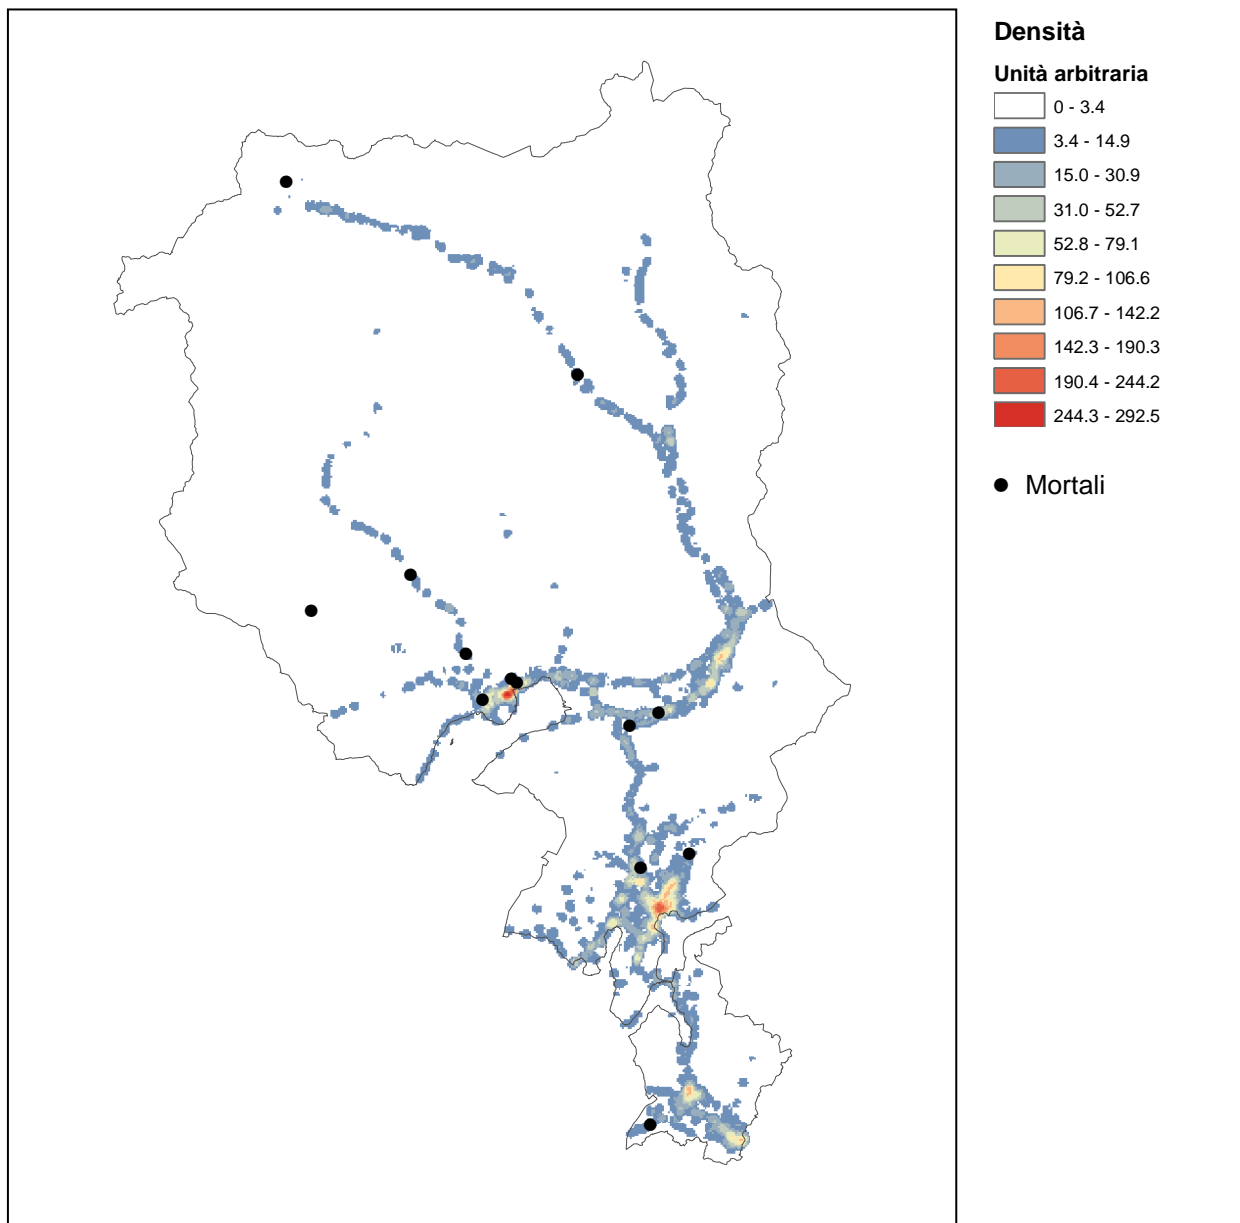 Densità
Unità arbitraria
0 - 3.4
3.4 - 14.9
15.0 - 30.9
31.0 - 52.7
52.8 - 79.1
79.2 - 106.6
106.7 - 142.2
142.3 - 190.3
190.4 - 244.2
244.3 - 292.5
Mortali